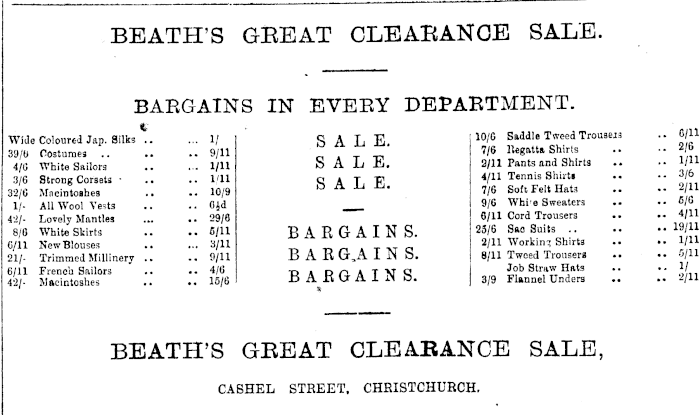 BEATH'S GREAT CLEARANCE SALE.
BARGAINS IN EVERY DEPARTMENT.
Wide Coloured Jap. Silks .. ... 1/
39/6 Costumes .. .. .. 9/11
4/6 White Sailors .. ... 1/11
3/6 Strong Corsets .. .. 1/11
32/6 Macintoshes .. .. 10/9
1/- All Wool Vests .. .. 6½d
42/- Lovely Mantles ... .. 29/6
8/6 White Skirts .. .. 5/11
6/11 New Blouses .. ... 3/11
21/- Trimmed Millinery .. .. 9/11
6/11 French Sailors .. .. 4/6
42/- Macintoshes .. .. 15/6
SALE.
SALE.
SALE.
BARGAINS.
BARGAINS.
BARGAINS.
10/6 Saddle Tweed Trousers .. 6/11
7/6 Regatta Shirts .. .. 2/6
2/11 Pants and Shirts .. .. 1/11
4/11 Tennis Shirts .. .. 3/6
7/6 Soft Felt Hats .. .. 2/11
9/6 White Sweaters .. .. 5/6
6/11 Cord Trousers .. .. 4/11
25/6 Sac Suits .. .. .. 19/11
2/11 Working Shirts .. .. 1/11
8/11 Tweed Trousers .. .. 5/11
Job Straw Hats .. .. 1/
3/9 Flannel Unders .. .. 2/11
BEATH'S GREAT CLEARANCE SALE,
CASHEL STREET, CHRISTCHURCH.